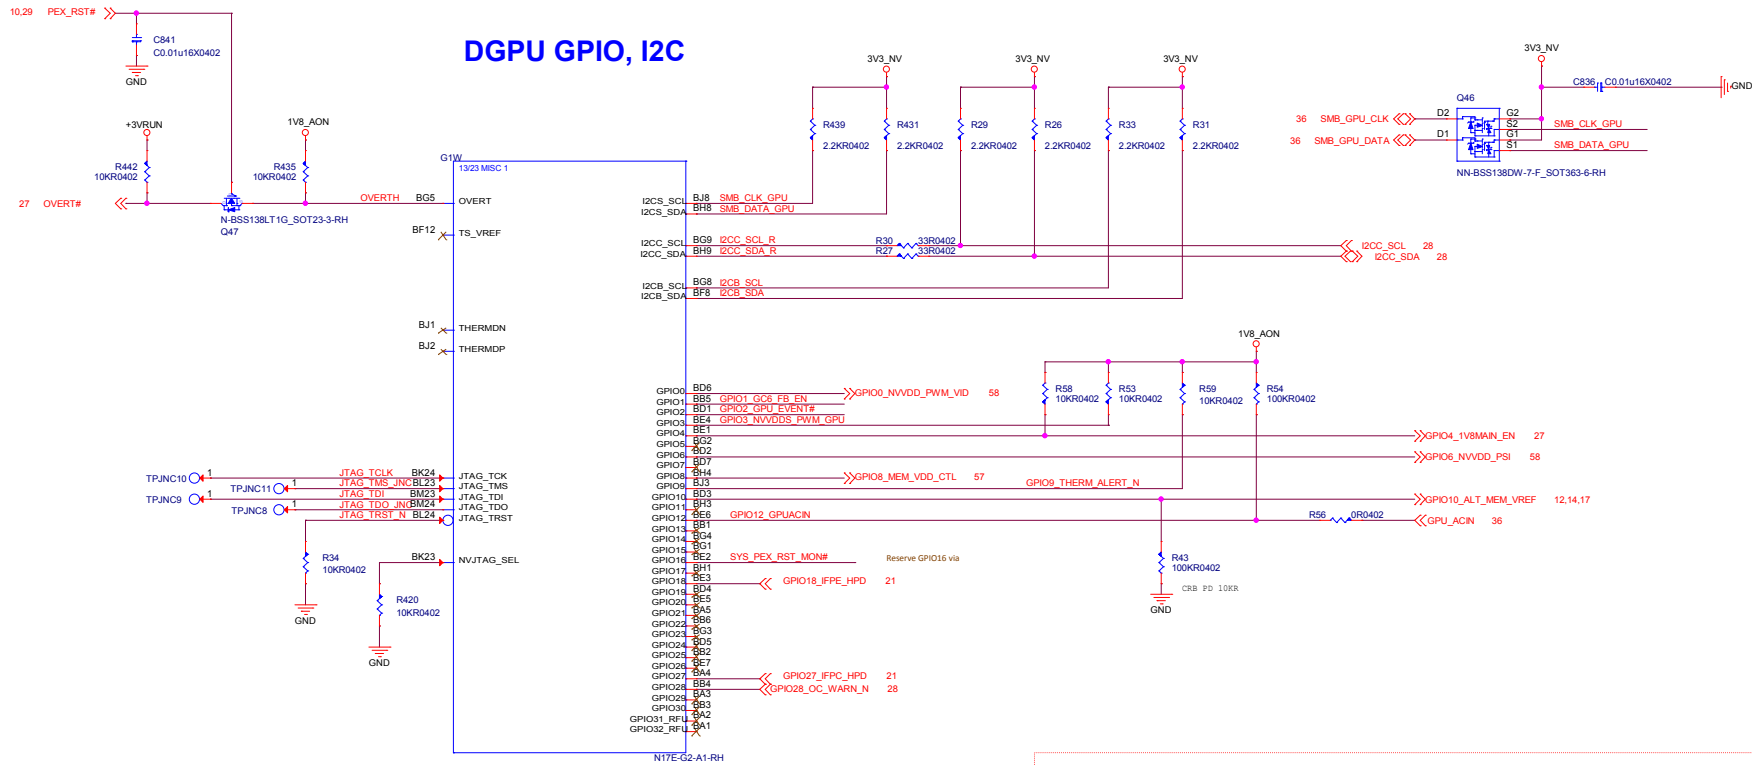 DGPU GPIO, I2C
10.29 PEX_RST#
C841
C0.01u16X0402
GND
+3VRUN
1V8_AON
R442
10KR0402
R435
10KR0402
27 OVERT#
N-BSS138LT1G_SOT23-3-RH
Q47
OVERTH BG5 OVERT
BF12 TS_VREF
BJ1 THERMDN
BJ2 THERMDP
G1W
13/23 MISC 1
3V3_NV
3V3_NV
3V3_NV
R439
2.2KR0402
R431
2.2KR0402
R29
2.2KR0402
R26
2.2KR0402
R33
2.2KR0402
R31
2.2KR0402
3V3_NV
C836 C0.01u16X0402
GND
Q46
36 SMB_GPU_CLK D2 G2
S2 SMB_CLK_GPU
36 SMB_GPU_DATA D1 G1
S1 SMB_DATA_GPU
NN-BSS138DW-7-F_SOT363-6-RH
I2CS_SCL BJ8 SMB_CLK_GPU
I2CS_SDA BH8 SMB_DATA_GPU
I2CC_SCL BG9 I2CC_SCL_R R30 33R0402 I2CC_SCL 28
I2CC_SDA BH9 I2CC_SDA_R R27 33R0402 I2CC_SDA 28
I2CB_SCL BG8 I2CB_SCL
I2CB_SDA BF8 I2CB_SDA
1V8_AON
R58
10KR0402
R53
10KR0402
R59
10KR0402
R54
100KR0402
GPIO0 BD6 GPIO0_NVVDD_PWM_VID 58
GPIO1 BB5 GPIO1_GC6_FB_EN
GPIO2 BD1 GPIO2_GPU_EVENT#
GPIO3 BE4 GPIO3_NVVDDS_PWM_GPU
GPIO4 BE1 GPIO4_1V8MAIN_EN 27
GPIO5 BG2
GPIO6 BD2 GPIO6_NVVDD_PSI 58
GPIO7 BD7
GPIO8 BH4 GPIO8_MEM_VDD_CTL 57
GPIO9 BJ3 GPIO9_THERM_ALERT_N
GPIO10 BD3 GPIO10_ALT_MEM_VREF 12,14,17
GPIO11 BH3
GPIO12 BE6 GPIO12_GPUACIN R56 0R0402 GPU_ACIN 36
GPIO13 BB1
GPIO14 BG4
GPIO15 BG1
GPIO16 BE2 SYS_PEX_RST_MON# Reserve GPIO16 via
GPIO17 BH1
GPIO18 BE3 GPIO18_IFPE_HPD 21
GPIO19 BD4
GPIO20 BE5
GPIO21 BA5
GPIO22 BB6
GPIO23 BG3
GPIO24 BD5
GPIO25 BB2
GPIO26 BE7
GPIO27 BA4 GPIO27_IFPC_HPD 21
GPIO28 BB4 GPIO28_OC_WARN_N 28
GPIO29 BA3
GPIO30 BB3
GPIO31_RFU BA2
GPIO32_RFU BA1
R43
100KR0402
CRB PD 10KR
GND
TPJNC10 1 JTAG_TCLK BK24 JTAG_TCK
TPJNC11 1 JTAG_TMS_JNC BL23 JTAG_TMS
TPJNC9 1 JTAG_TDI BM23 JTAG_TDI
TPJNC8 1 JTAG_TDO_JNC BM24 JTAG_TDO
JTAG_TRST_N BL24 JTAG_TRST
BK23 NVJTAG_SEL
R34
10KR0402
GND
R420
10KR0402
GND
N17E-G2-A1-RH